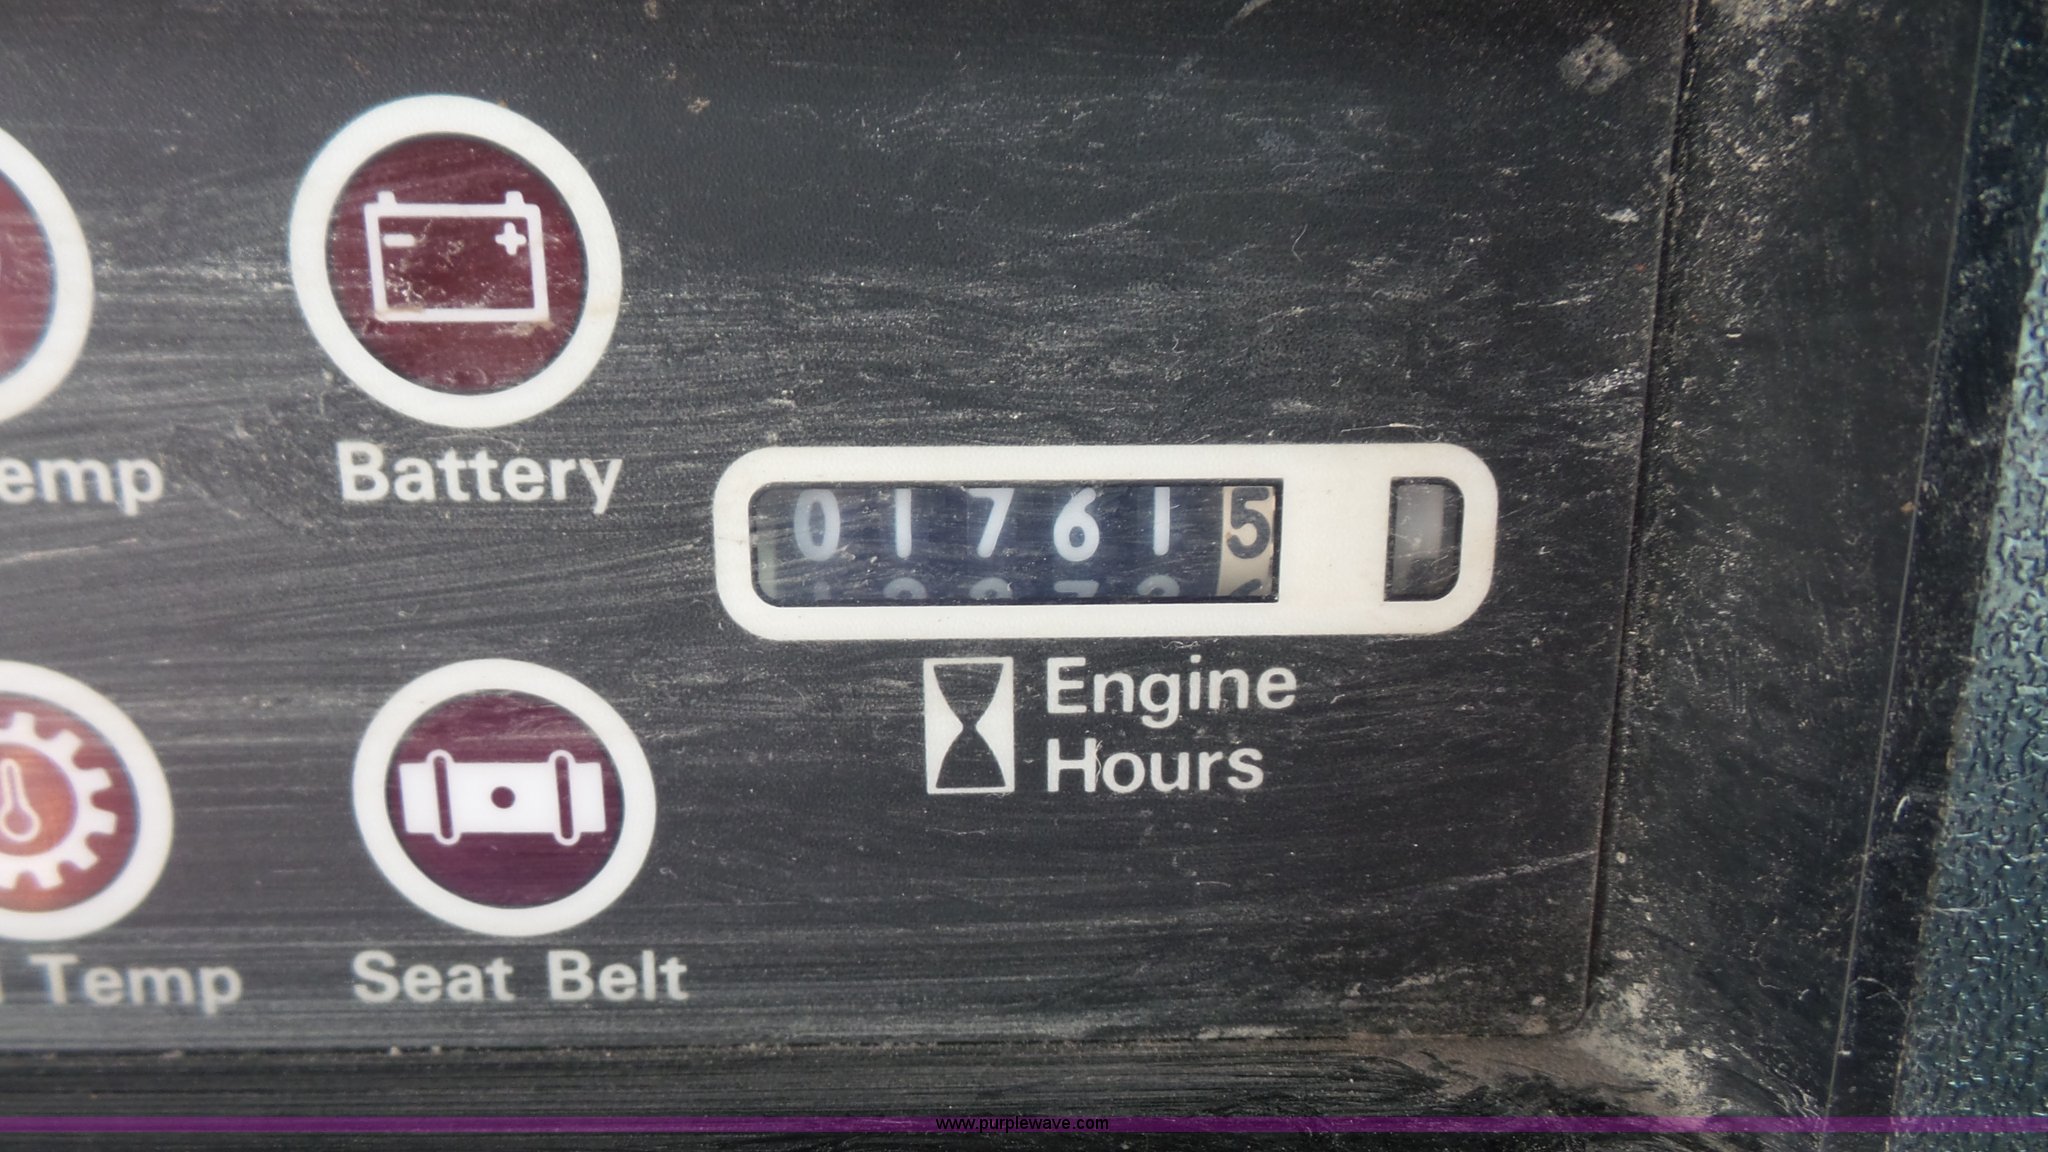 Battery
emp
017615
Engine
Hours
Temp
Seat Belt
www.purplewave.com